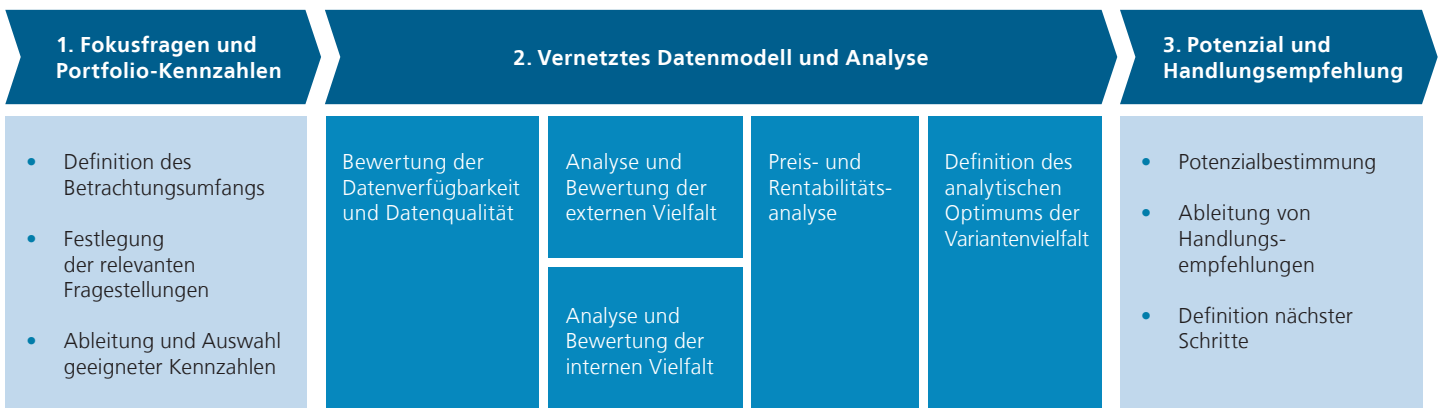 1. Fokusfragen und
Portfolio-Kennzahlen
2. Vernetztes Datenmodell und Analyse
3. Potenzial und
Handlungsempfehlung
• Definition des
Betrachtungsumfangs
• Festlegung
der relevanten
Fragestellungen
• Ableitung und Auswahl
geeigneter Kennzahlen
Bewertung der
Datenverfügbarkeit
und Datenqualität
Analyse und
Bewertung der
externen Vielfalt
Analyse und
Bewertung der
internen Vielfalt
Preis- und
Rentabilitäts-
analyse
Definition des
analytischen
Optimums der
Variantenvielfalt
• Potenzialbestimmung
• Ableitung von
Handlungs-
empfehlungen
• Definition nächster
Schritte